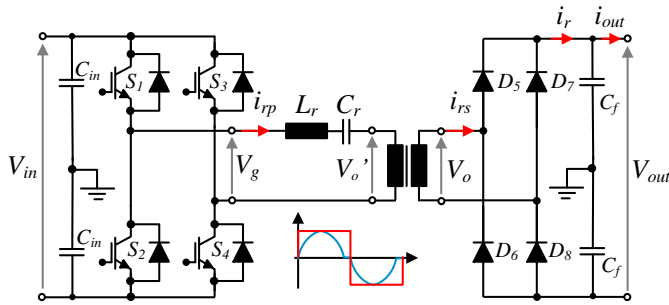 i_r i_out
C_in S_1 S_3 D_5 D_7 C_f
i_rp L_r C_r i_rs
V_in V_g V_o' V_o V_out
C_in S_2 S_4 D_6 D_8 C_f